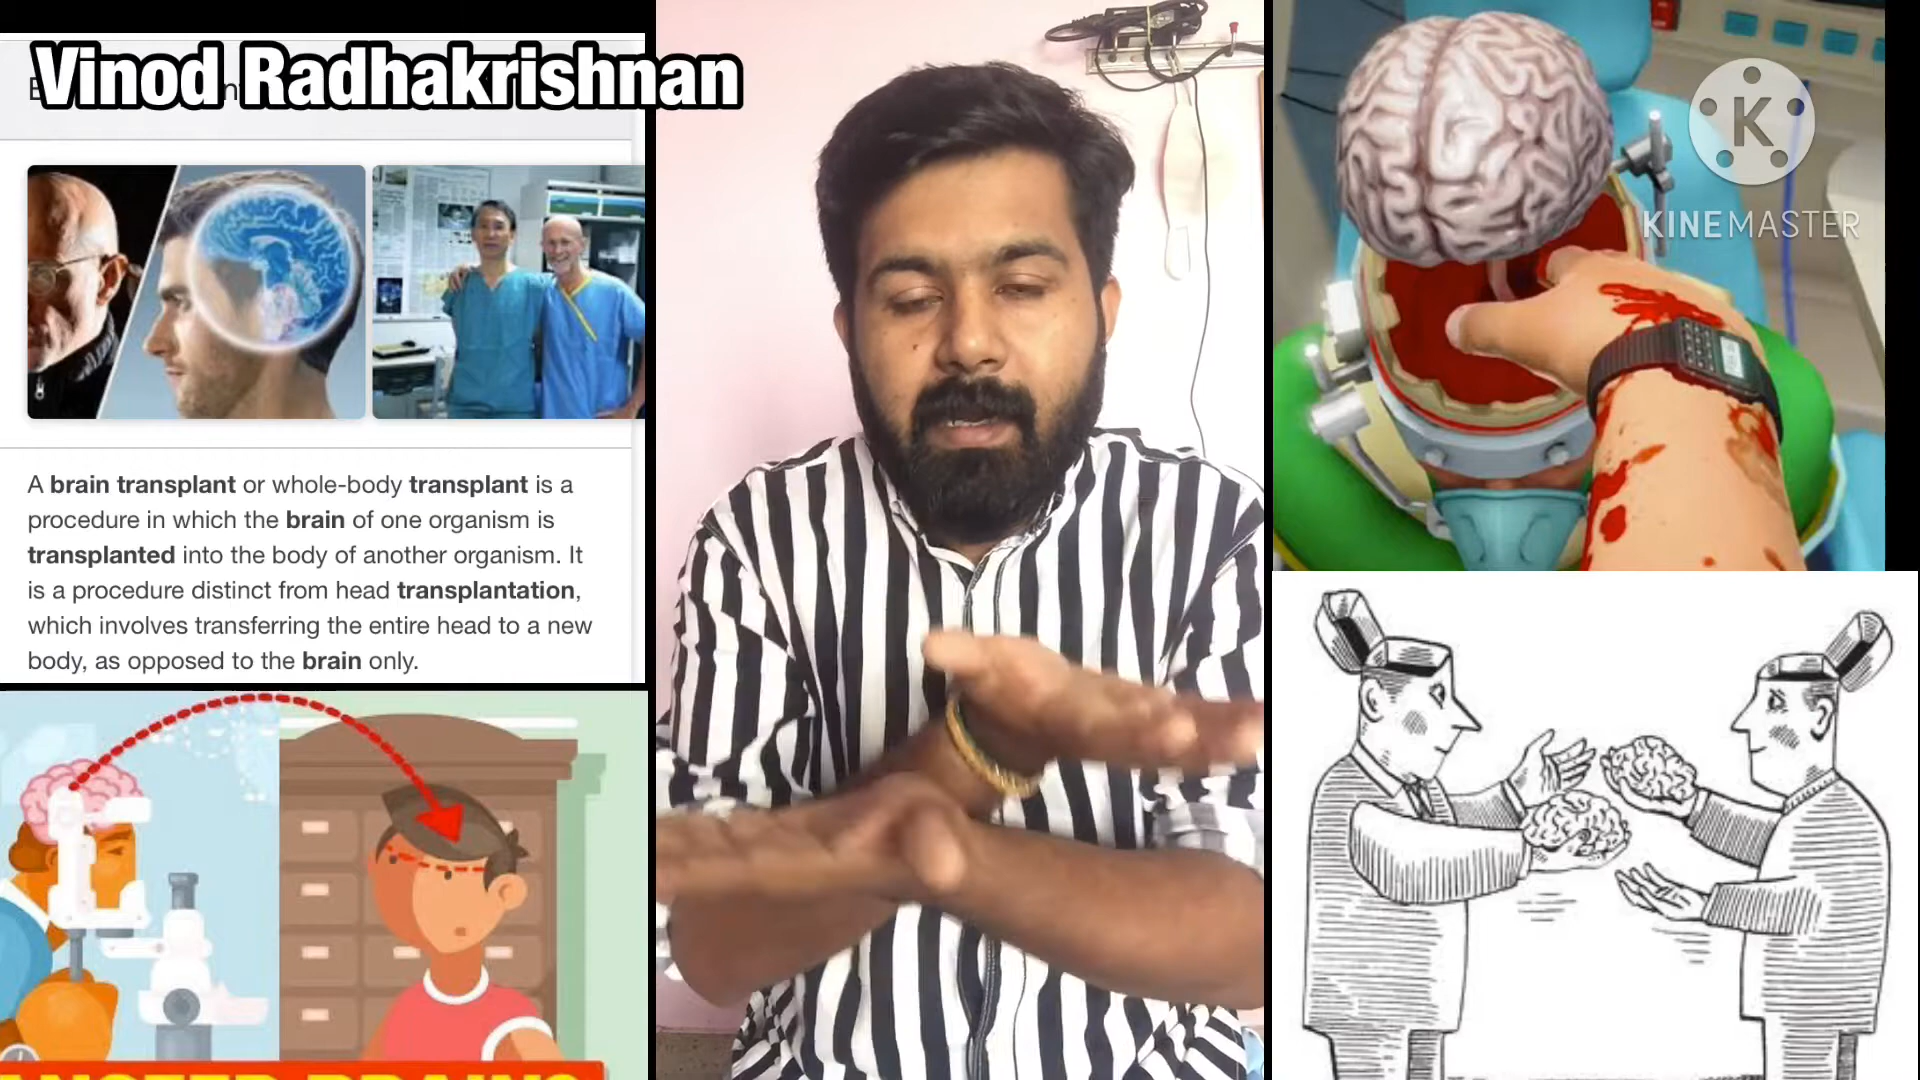 Vinod Radhakrishnan
A brain transplant or whole-body transplant is a
procedure in which the brain of one organism is
transplanted into the body of another organism. It
is a procedure distinct from head transplantation,
which involves transferring the entire head to a new
body, as opposed to the brain only.
K
KINEMASTER